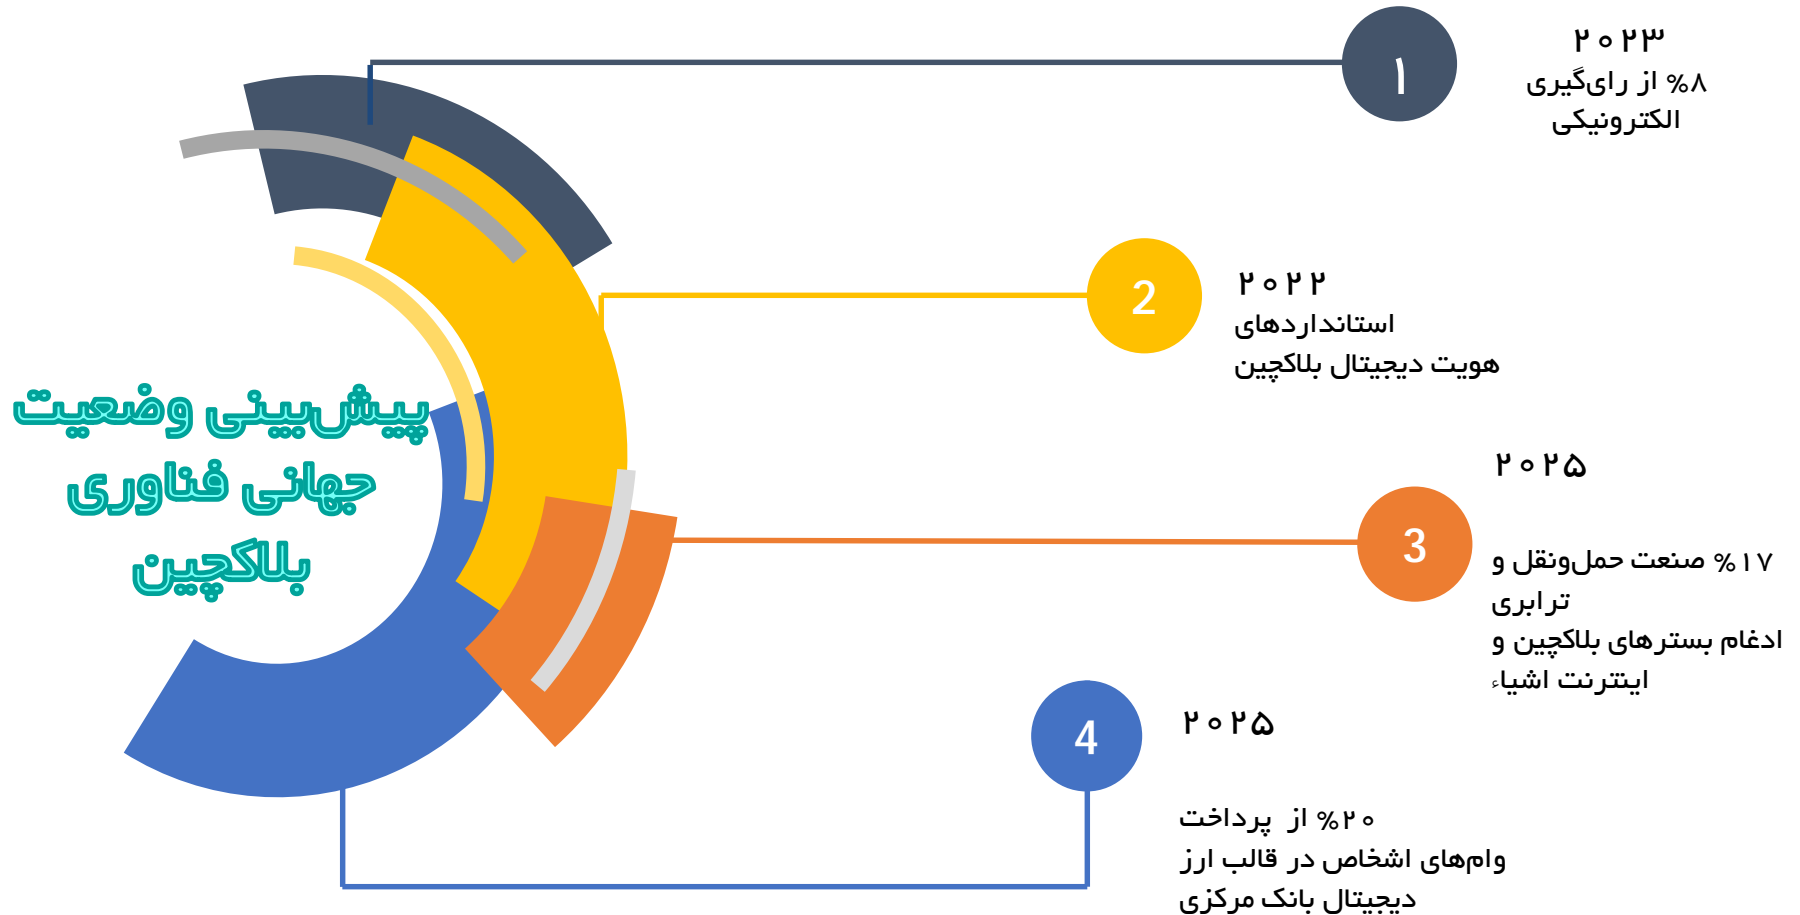 پیش‌بینی وضعیت
جهانی فناوری
بلاکچین
۱
۲۰۲۳
%۸ از رای‌گیری
الکترونیکی
2
۲۰۲۲
استانداردهای
هویت دیجیتال بلاکچین
3
۲۰۲۵
%۱۷ صنعت حمل‌ونقل و
ترابری
ادغام بسترهای بلاکچین و
اینترنت اشیاء
4
۲۰۲۵
%۲۰ از پرداخت
وام‌های اشخاص در قالب ارز
دیجیتال بانک مرکزی